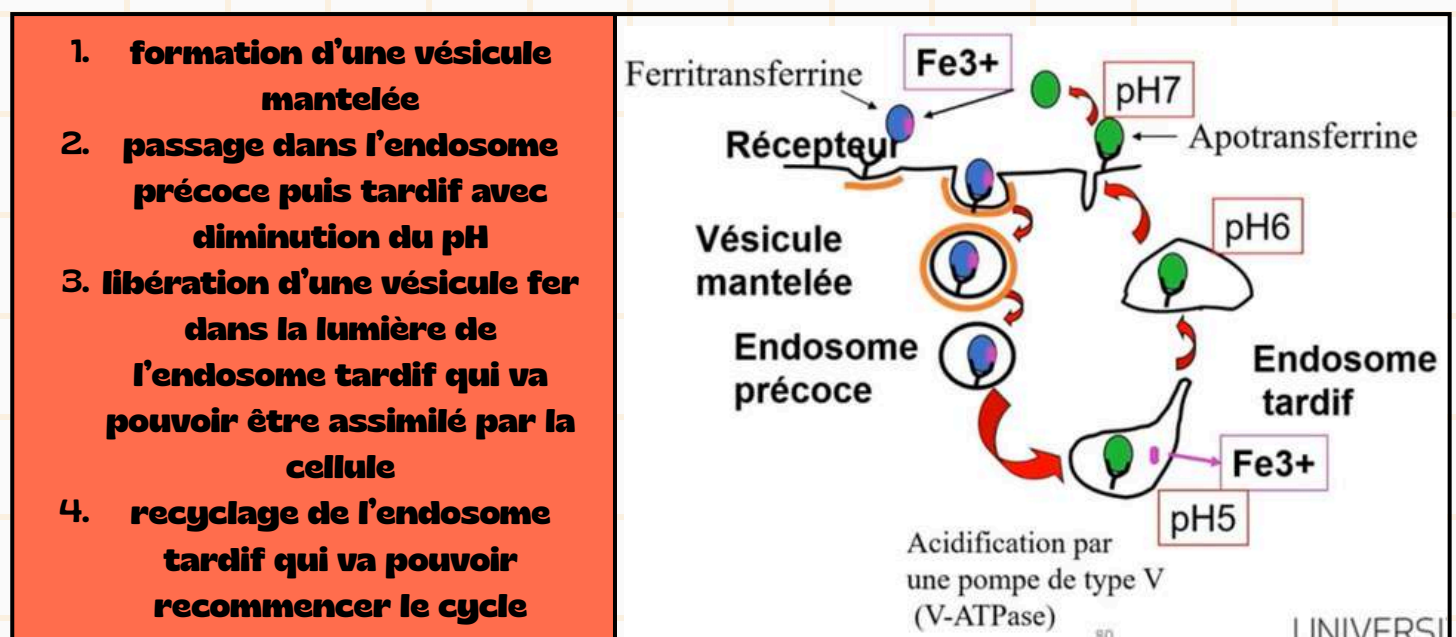 1. formation d'une vésicule
mantelée
2. passage dans l'endosome
précoce puis tardif avec
diminution du pH
3. libération d'une vésicule fer
dans la lumière de
l'endosome tardif qui va
pouvoir être assimilé par la
cellule
4. recyclage de l'endosome
tardif qui va pouvoir
recommencer le cycle
Ferritransferrine
Fe3+
pH7
Récepteur
Apotransferrine
pH6
Vésicule
mantelée
Endosome
précoce
Endosome
tardif
Fe3+
pH5
Acidification par
une pompe de type V
(V-ATPase)